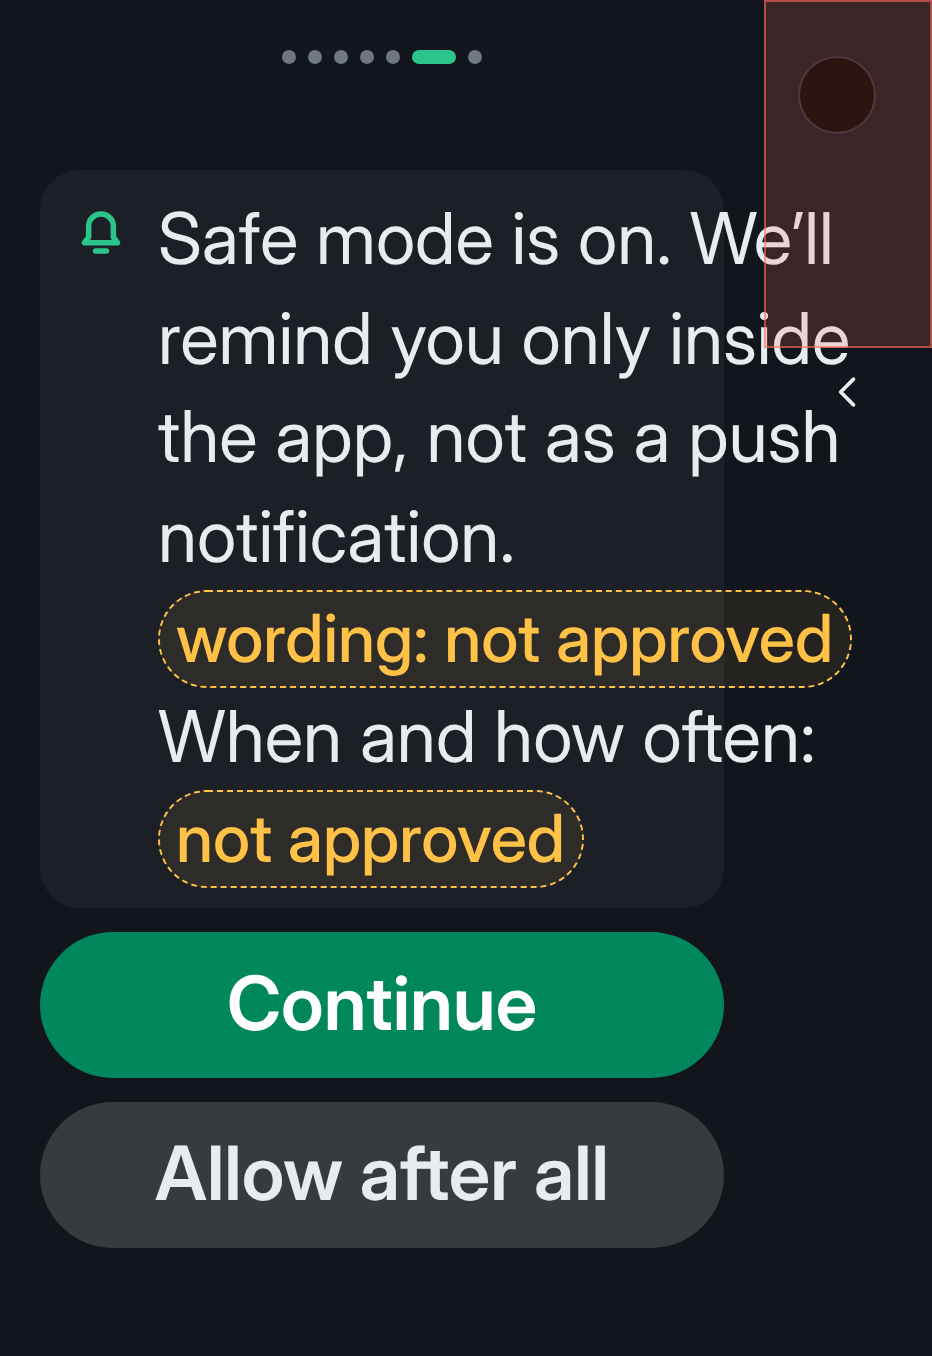 Safe mode is on. We’ll
remind you only inside
the app, not as a push
notification.
wording: not approved
When and how often:
not approved
Continue
Allow after all